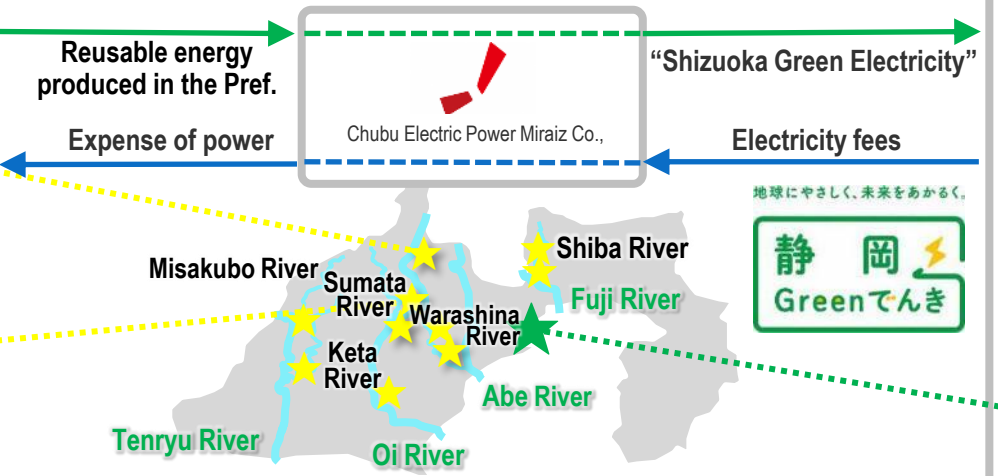 Reusable energy
produced in the Pref.
“Shizuoka Green Electricity”
Expense of power
Chubu Electric Power Miraiz Co.,
Electricity fees
地球にやさしく、未来をあかるく。
静岡
Greenでんき
Misakubo River
Sumata
River
Warashina
River
Shiba River
Fuji River
Keta
River
Abe River
Tenryu River
Oi River